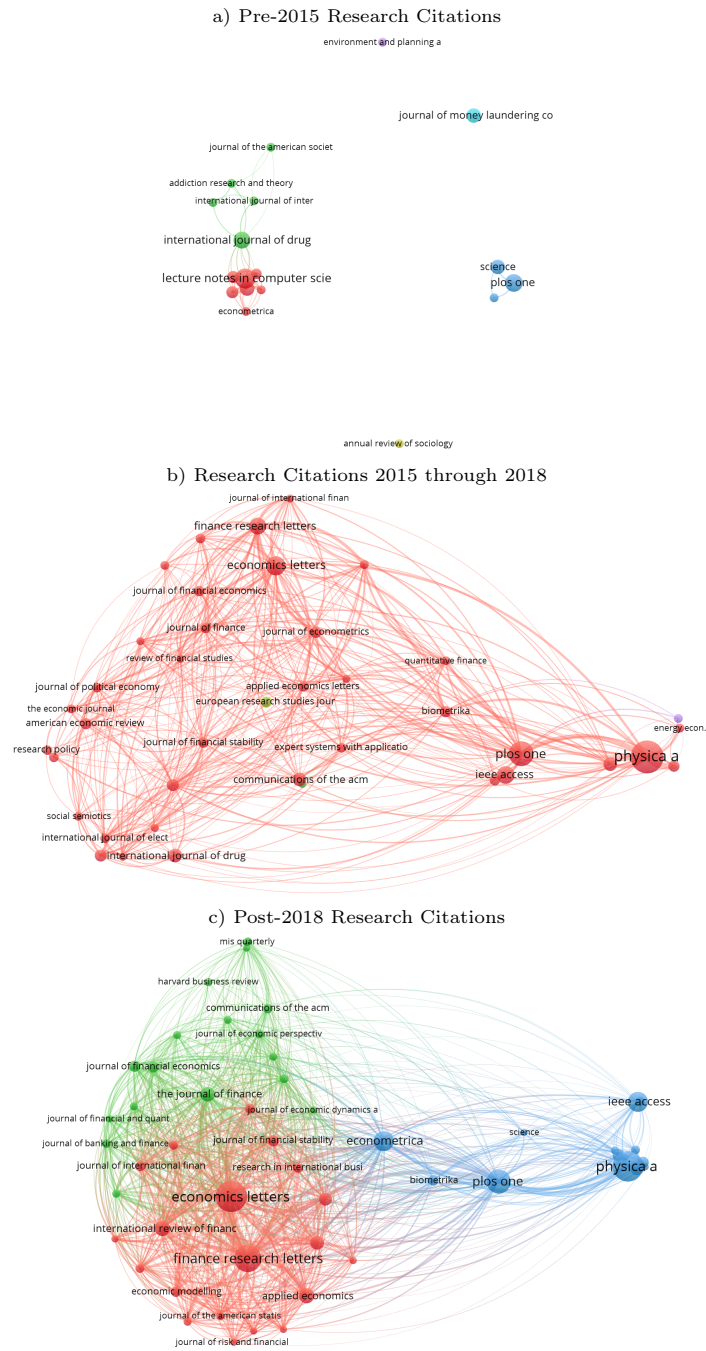 a) Pre-2015 Research Citations
environment and planning a
journal of money laundering co
journal of the american societ
addiction research and theory
international journal of inter
international journal of drug
science
lecture notes in computer scie
plos one
econometrica
annual review of sociology
b) Research Citations 2015 through 2018
journal of international finan
finance research letters
economics letters
journal of financial economics
journal of finance
journal of econometrics
review of financial studies
quantitative finance
journal of political economy
applied economics letters
european research studies jour
the economic journal
biometrika
american economic review
energy econ.
journal of financial stability
expert systems with applicatio
research policy
plos one
physica a
ieee access
communications of the acm
social semiotics
international journal of elect
international journal of drug
c) Post-2018 Research Citations
mis quarterly
harvard business review
communications of the acm
journal of economic perspectiv
journal of financial economics
the journal of finance
ieee access
journal of economic dynamics a
journal of financial and quant
science
journal of banking and finance
journal of financial stability
econometrica
journal of international finan
research in international busi
physica a
biometrika
plos one
economics letters
international review of financ
finance research letters
economic modelling
applied economics
journal of the american statis
journal of risk and financial